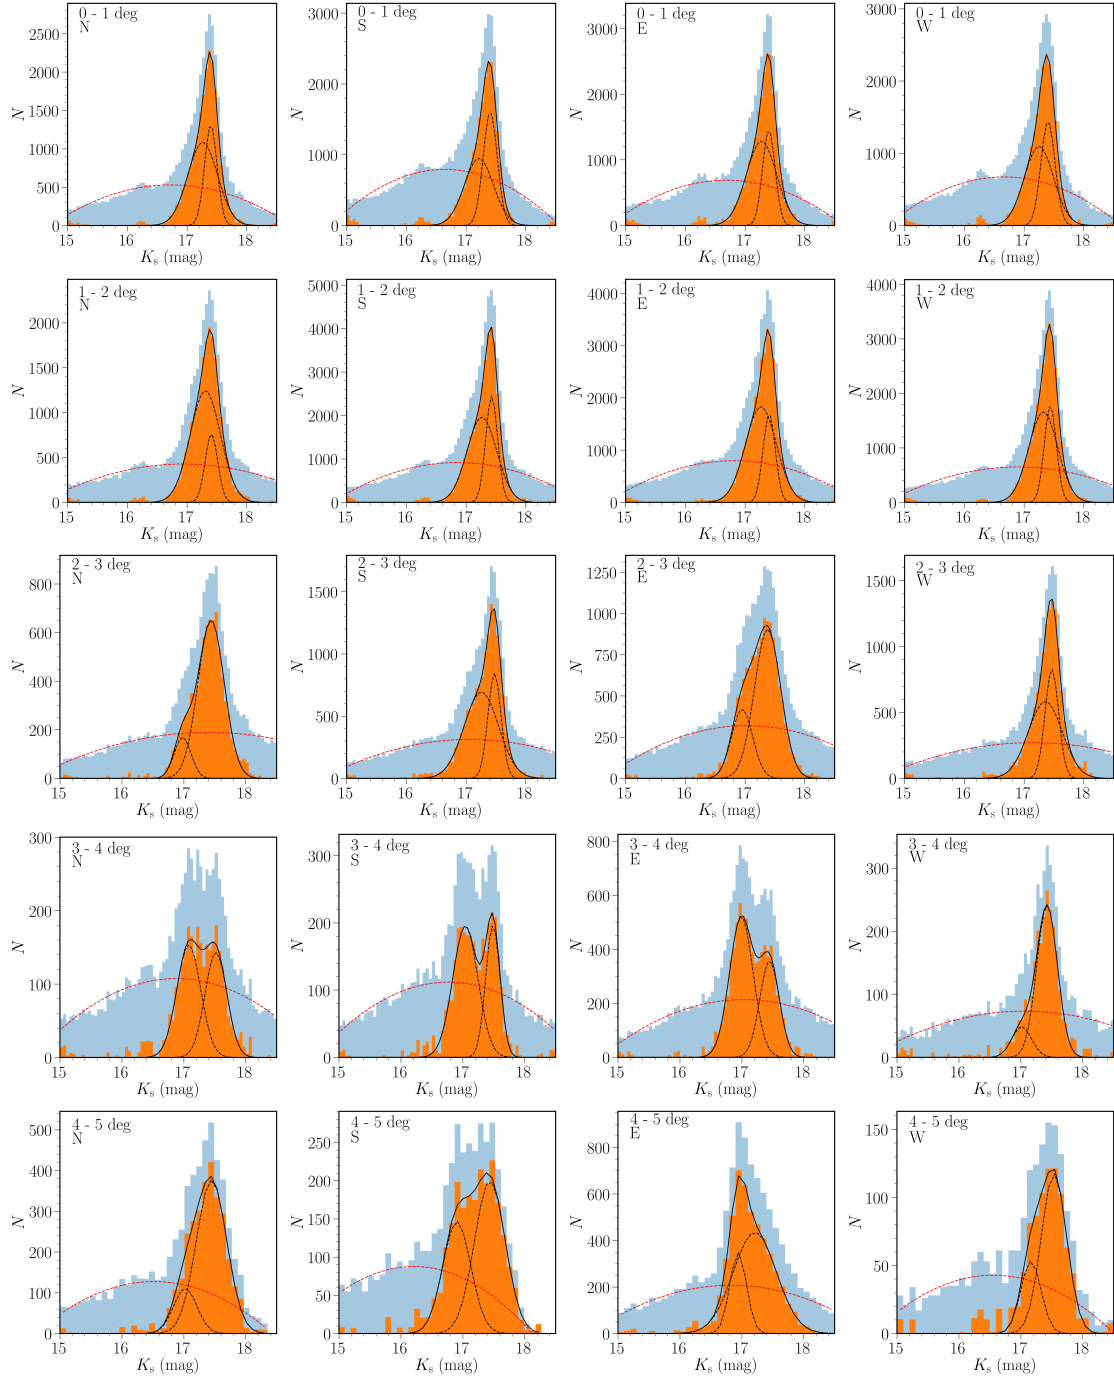 0 - 1 deg
N
N
0
500
1000
1500
2000
2500
15
16
17
18
Ks (mag)
0 - 1 deg
S
N
0
1000
2000
3000
15
16
17
18
Ks (mag)
0 - 1 deg
E
N
0
1000
2000
3000
15
16
17
18
Ks (mag)
0 - 1 deg
W
N
0
1000
2000
3000
15
16
17
18
Ks (mag)
1 - 2 deg
N
N
0
500
1000
1500
2000
15
16
17
18
Ks (mag)
1 - 2 deg
S
N
0
1000
2000
3000
4000
5000
15
16
17
18
Ks (mag)
1 - 2 deg
E
N
0
1000
2000
3000
4000
15
16
17
18
Ks (mag)
1 - 2 deg
W
N
0
1000
2000
3000
4000
15
16
17
18
Ks (mag)
2 - 3 deg
N
N
0
200
400
600
800
15
16
17
18
Ks (mag)
2 - 3 deg
S
N
0
500
1000
1500
15
16
17
18
Ks (mag)
2 - 3 deg
E
N
0
250
500
750
1000
1250
15
16
17
18
Ks (mag)
2 - 3 deg
W
N
0
500
1000
1500
15
16
17
18
Ks (mag)
3 - 4 deg
N
N
0
100
200
300
15
16
17
18
Ks (mag)
3 - 4 deg
S
N
0
100
200
300
15
16
17
18
Ks (mag)
3 - 4 deg
E
N
0
200
400
600
800
15
16
17
18
Ks (mag)
3 - 4 deg
W
N
0
100
200
300
15
16
17
18
Ks (mag)
4 - 5 deg
N
N
0
100
200
300
400
500
15
16
17
18
Ks (mag)
4 - 5 deg
S
N
0
50
100
150
200
250
15
16
17
18
Ks (mag)
4 - 5 deg
E
N
0
200
400
600
800
15
16
17
18
Ks (mag)
4 - 5 deg
W
N
0
50
100
150
15
16
17
18
Ks (mag)